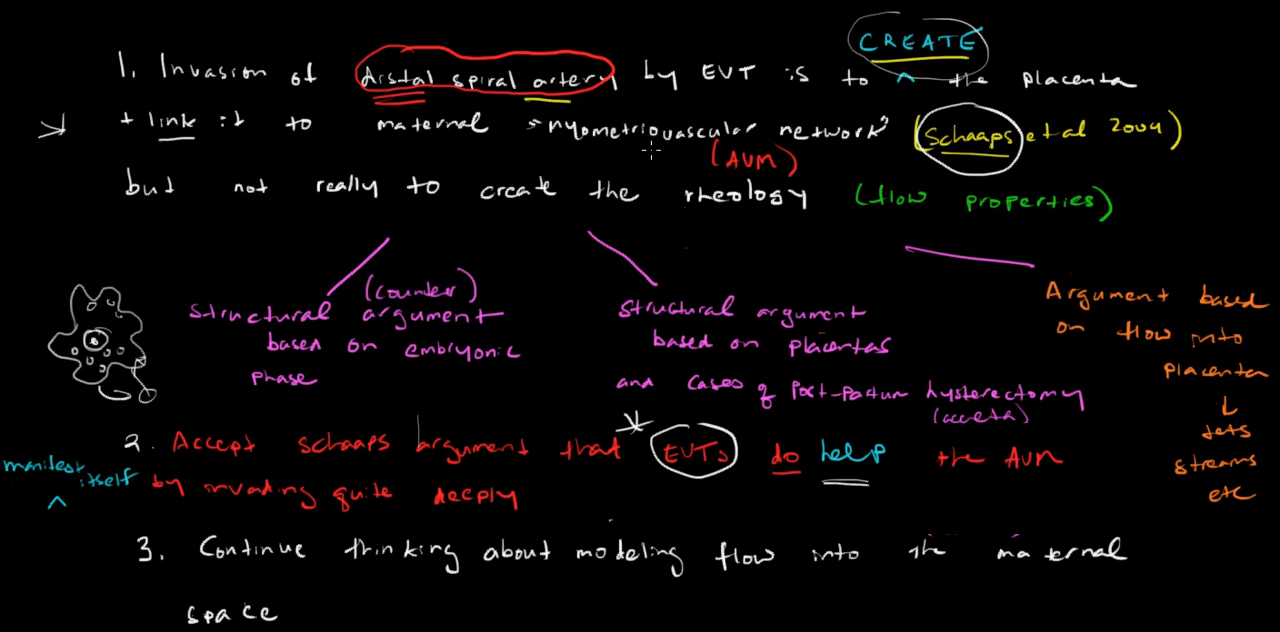 CREATE
1. Invasion of distal spiral artery by EVT is to ^ the placenta
+ link it to maternal "myometriovascular network" (Schaaps et al 2004)
(AVM)
but not really to create the rheology (flow properties)
(counter)
structural argument
based on embryonic
phase
structural argument
based on placentas
and cases of post-partum hysterectomy
(accreta)
Argument based
on flow into
placenta
↓
Jets
streams
etc
2. Accept schaaps argument that EVTs do help the AVM
manifest
itself
^
by invading quite deeply
3. Continue thinking about modeling flow into the maternal
space